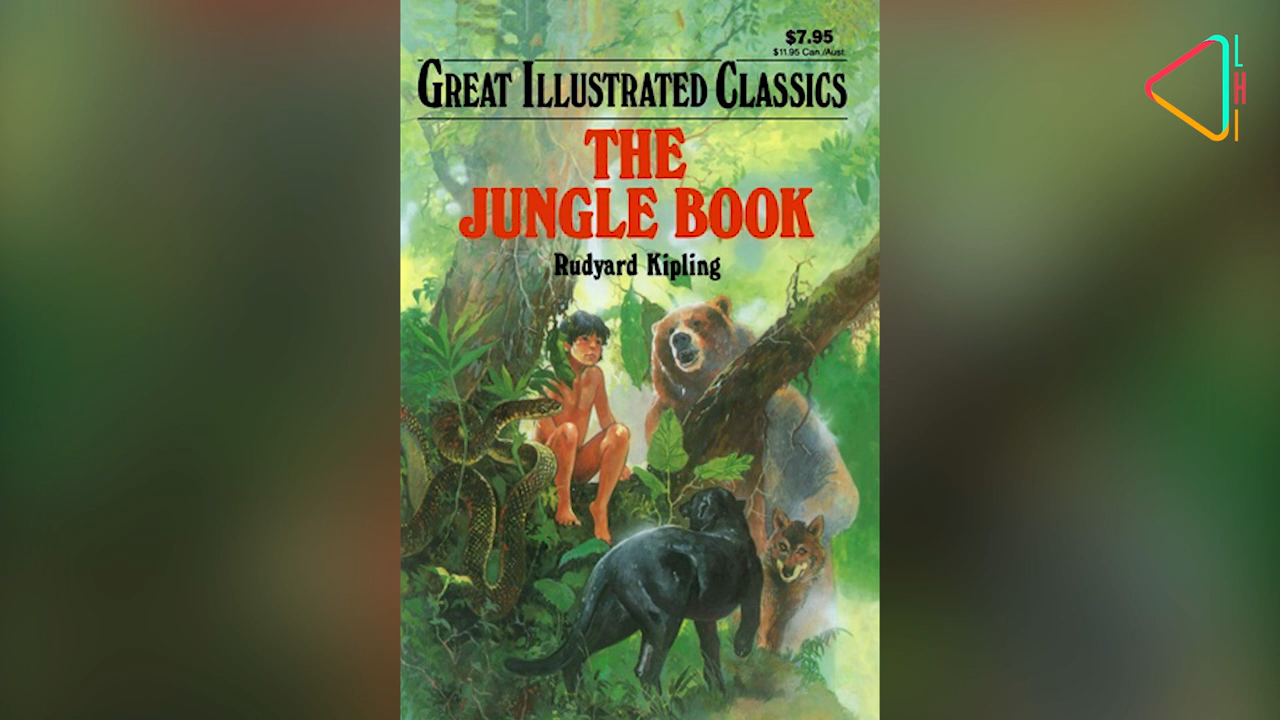 $7.95
$11.95 Can./Aust.
GREAT ILLUSTRATED CLASSICS
THE
JUNGLE BOOK
Rudyard Kipling
L
H
I